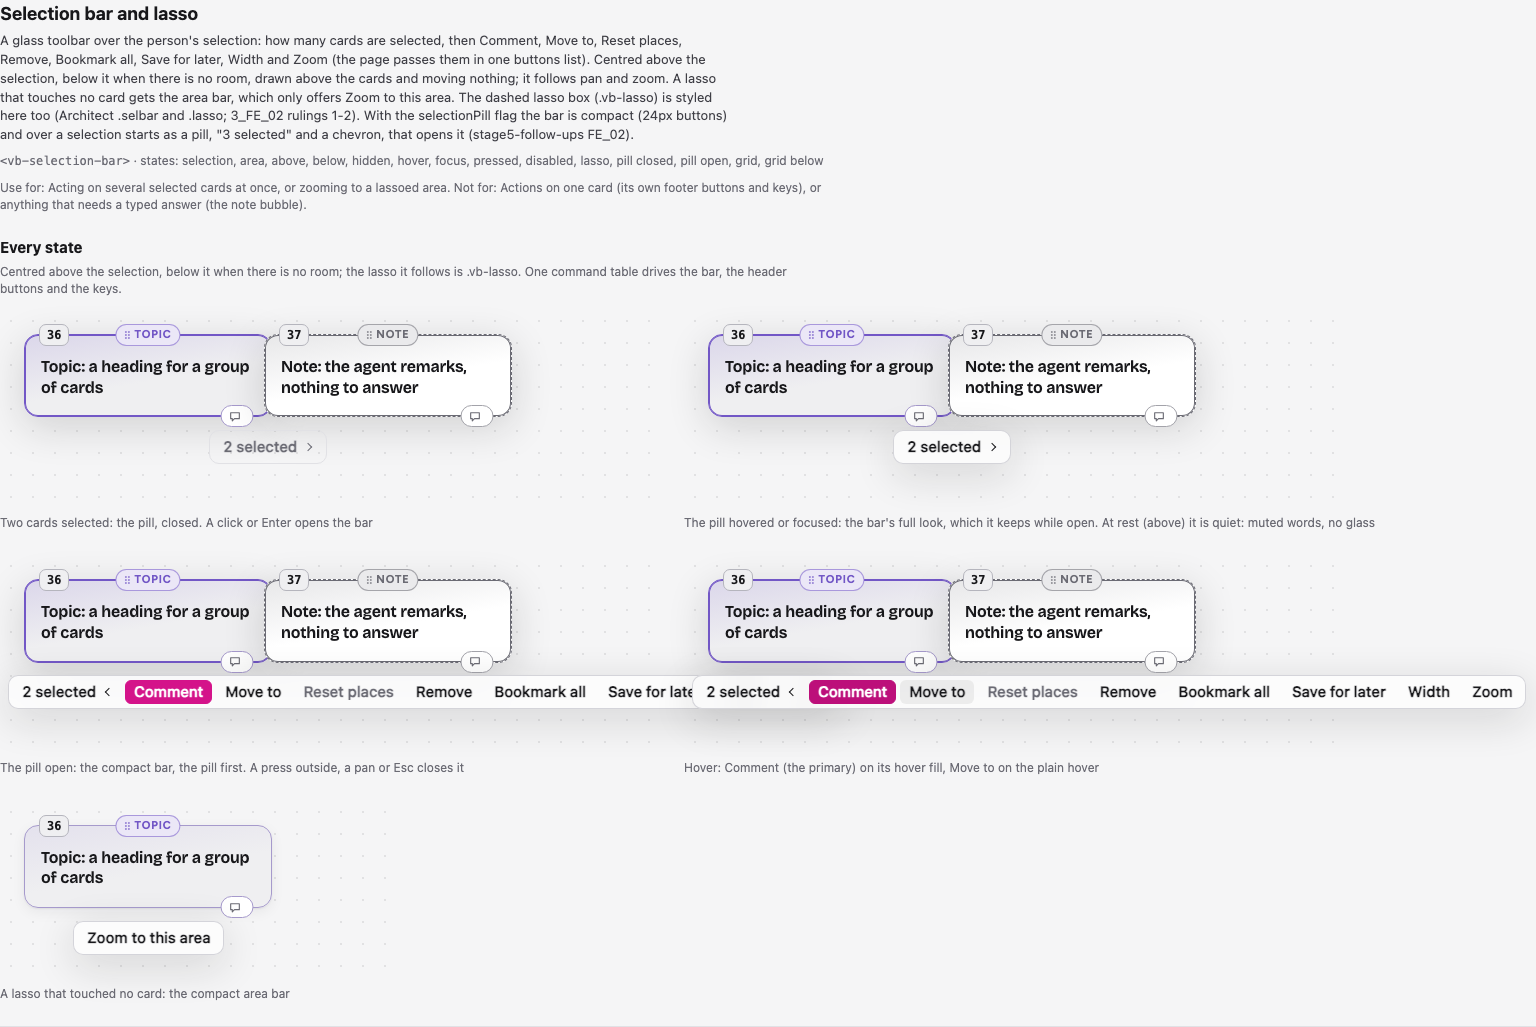 Selection bar and lasso
A glass toolbar over the person's selection: how many cards are selected, then Comment, Move to, Reset places,
Remove, Bookmark all, Save for later, Width and Zoom (the page passes them in one buttons list). Centred above the
selection, below it when there is no room, drawn above the cards and moving nothing; it follows pan and zoom. A lasso
that touches no card gets the area bar, which only offers Zoom to this area. The dashed lasso box (.vb-lasso) is styled
here too (Architect .selbar and .lasso; 3_FE_02 rulings 1-2). With the selectionPill flag the bar is compact (24px buttons)
and over a selection starts as a pill, "3 selected" and a chevron, that opens it (stage5-follow-ups FE_02).
<vb-selection-bar> · states: selection, area, above, below, hidden, hover, focus, pressed, disabled, lasso, pill closed, pill open, grid, grid below
Use for: Acting on several selected cards at once, or zooming to a lassoed area. Not for: Actions on one card (its own footer buttons and keys), or
anything that needs a typed answer (the note bubble).
Every state
Centred above the selection, below it when there is no room; the lasso it follows is .vb-lasso. One command table drives the bar, the header
buttons and the keys.
36 TOPIC 37 NOTE
Topic: a heading for a group
of cards
Note: the agent remarks,
nothing to answer
2 selected
Two cards selected: the pill, closed. A click or Enter opens the bar
36 TOPIC 37 NOTE
Topic: a heading for a group
of cards
Note: the agent remarks,
nothing to answer
2 selected
The pill hovered or focused: the bar's full look, which it keeps while open. At rest (above) it is quiet: muted words, no glass
36 TOPIC 37 NOTE
Topic: a heading for a group
of cards
Note: the agent remarks,
nothing to answer
2 selected Comment Move to Reset places Remove Bookmark all Save for late
The pill open: the compact bar, the pill first. A press outside, a pan or Esc closes it
36 TOPIC 37 NOTE
Topic: a heading for a group
of cards
Note: the agent remarks,
nothing to answer
2 selected Comment Move to Reset places Remove Bookmark all Save for later Width Zoom
Hover: Comment (the primary) on its hover fill, Move to on the plain hover
36 TOPIC
Topic: a heading for a group
of cards
Zoom to this area
A lasso that touched no card: the compact area bar